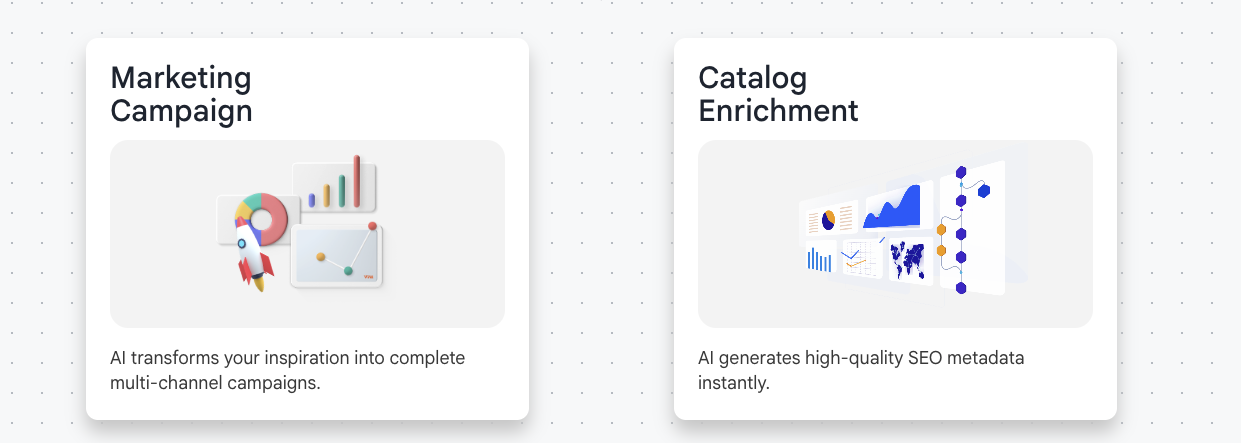 Marketing
Campaign
AI transforms your inspiration into complete
multi-channel campaigns.
Catalog
Enrichment
AI generates high-quality SEO metadata
instantly.